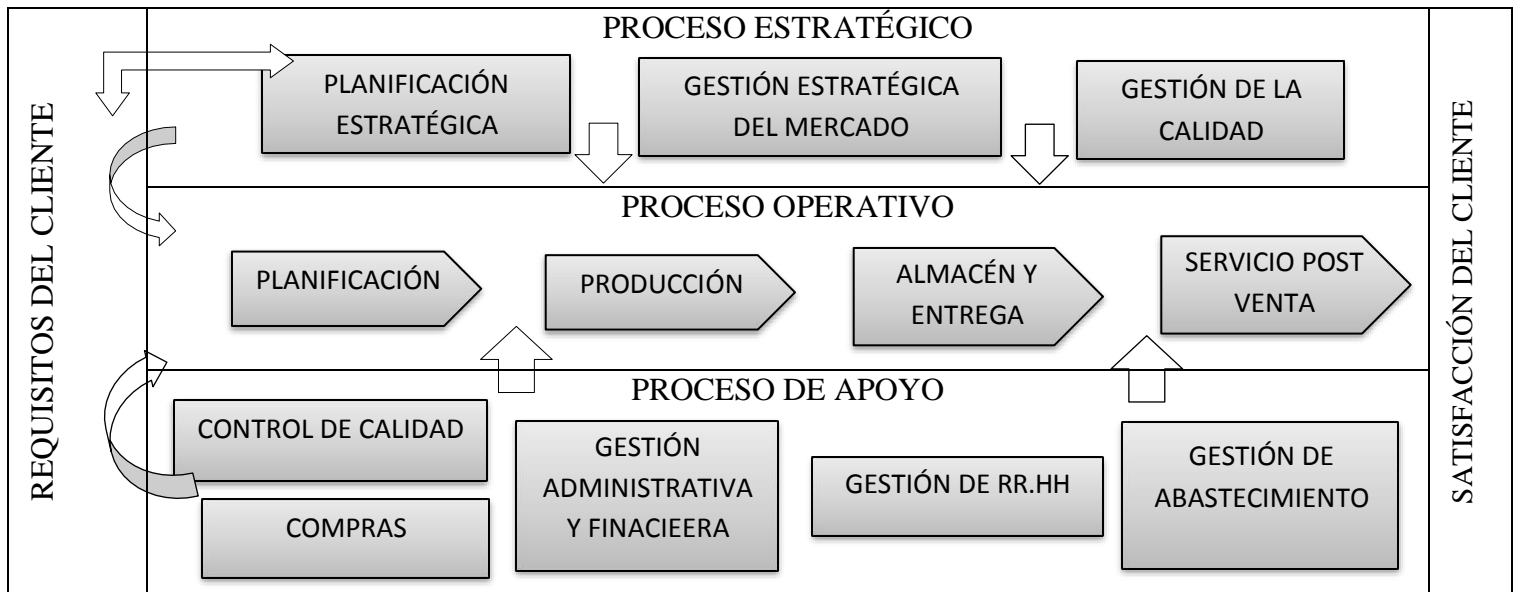 REQUISITOS DEL CLIENTE
PROCESO ESTRATÉGICO
PLANIFICACIÓN
ESTRATÉGICA
GESTIÓN ESTRATÉGICA
DEL MERCADO
GESTIÓN DE LA
CALIDAD
PROCESO OPERATIVO
PLANIFICACIÓN
PRODUCCIÓN
ALMACÉN Y
ENTREGA
SERVICIO POST
VENTA
PROCESO DE APOYO
CONTROL DE CALIDAD
COMPRAS
GESTIÓN
ADMINISTRATIVA
Y FINACIEERA
GESTIÓN DE RR.HH
GESTIÓN DE
ABASTECIMIENTO
SATISFACCIÓN DEL CLIENTE